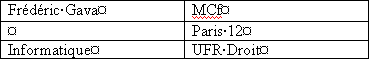 Frédéric·Gava¤ MCf¤
¤ Paris·12¤
Informatique¤ UFR·Droit¤